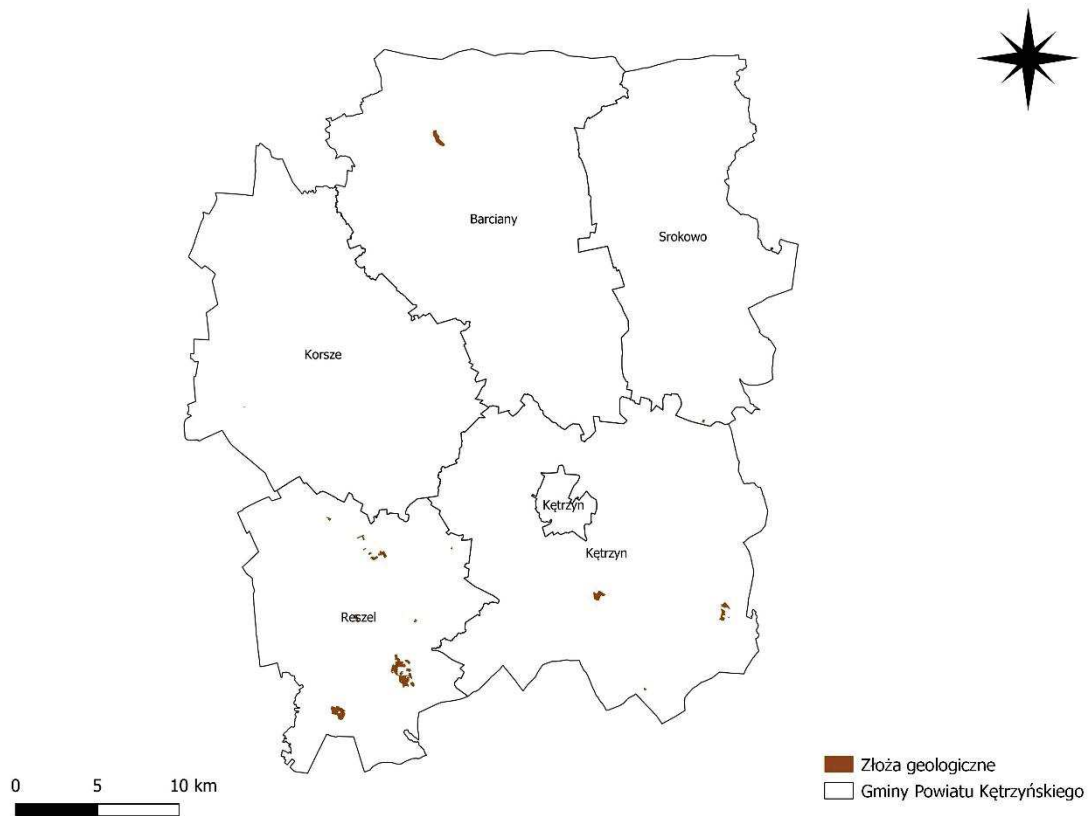 Barciany
Srokowo
Korsze
Kętrzyn
Kętrzyn
Reszel
0 5 10 km
Złoża geologiczne
Gminy Powiatu Kętrzyńskiego